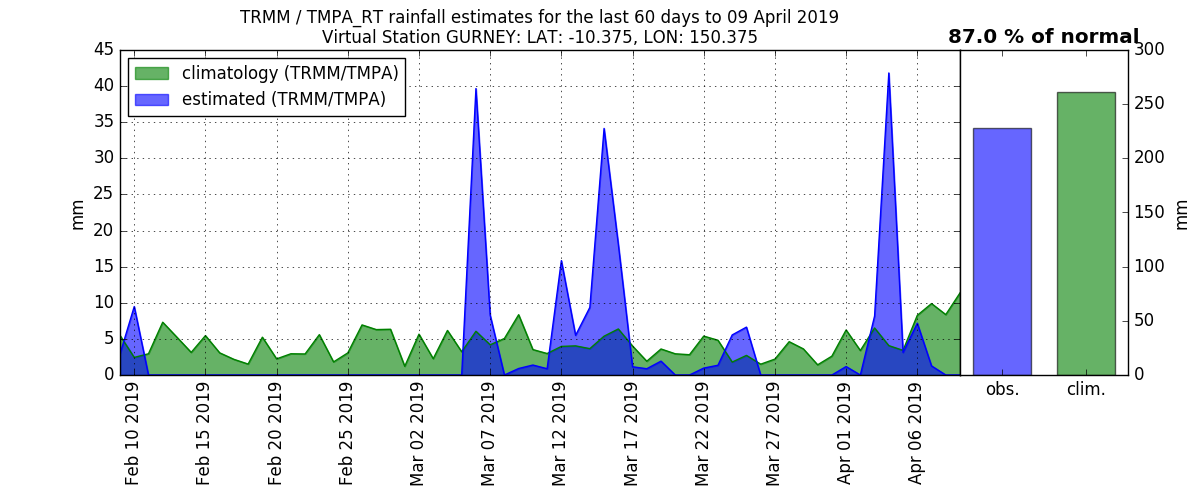 TRMM / TMPA_RT rainfall estimates for the last 60 days to 09 April 2019
Virtual Station GURNEY: LAT: -10.375, LON: 150.375
87.0 % of normal
climatology (TRMM/TMPA)
estimated (TRMM/TMPA)
mm
45
40
35
30
25
20
15
10
5
0
Feb 10 2019
Feb 15 2019
Feb 20 2019
Feb 25 2019
Mar 02 2019
Mar 07 2019
Mar 12 2019
Mar 17 2019
Mar 22 2019
Mar 27 2019
Apr 01 2019
Apr 06 2019
300
250
200
150
100
50
0
mm
obs.
clim.